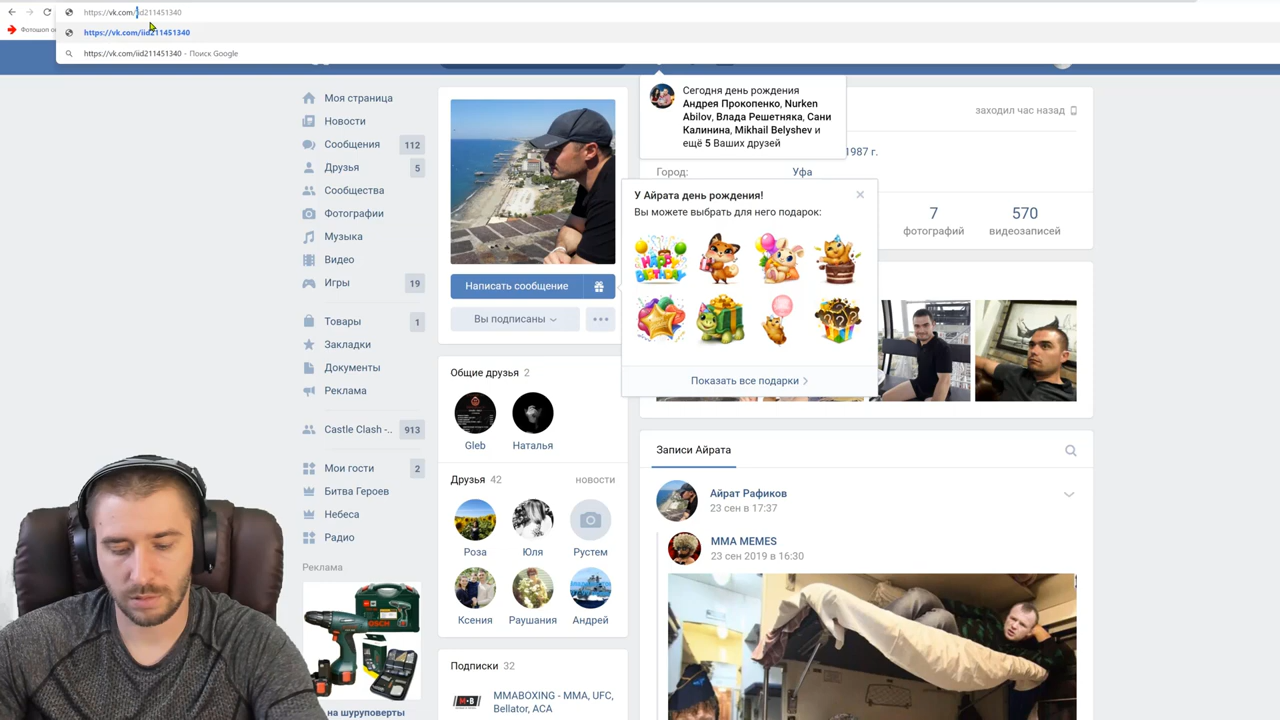 https://vk.com/iid211451340
https://vk.com/iid211451340
https://vk.com/iid211451340 - Поиск Google
Фотошоп
Моя страница
Новости
Сообщения 112
Друзья 5
Сообщества
Фотографии
Музыка
Видео
Игры 19
Товары 1
Закладки
Документы
Реклама
Castle Clash -.. 913
Мои гости 2
Битва Героев
Небеса
Радио
Реклама
BOSCH
на шуруповерты
Написать сообщение
Вы подписаны
Общие друзья 2
Gleb
Наталья
Друзья 42
новости
Роза
Юля
Рустем
Ксения
Раушания
Андрей
Подписки 32
M B
MMABOXING - MMA, UFC,
Bellator, ACA
Сегодня день рождения
Андрея Прокопенко, Nurken
Abilov, Влада Решетняка, Сани
Калинина, Mikhail Belyshev и
ещё 5 Ваших друзей
заходил час назад
1987 г.
Город:
Уфа
У Айрата день рождения!
Вы можете выбрать для него подарок:
HAPPY
BIRTHDAY
???
Показать все подарки
7
фотографий
570
видеозаписей
Записи Айрата
Айрат Рафиков
23 сен в 17:37
MMA MEMES
23 сен 2019 в 16:30